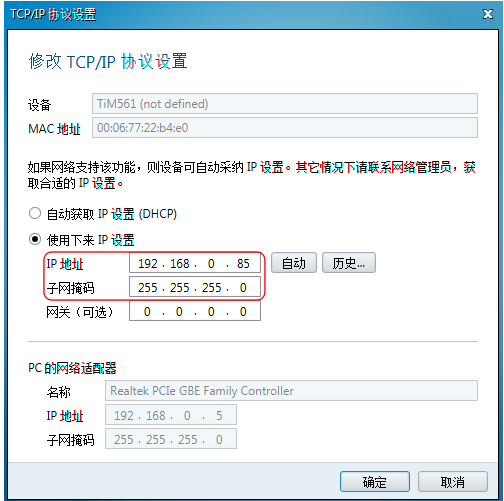 TCP/IP 协议设置
修改 TCP/IP 协议设置
设备 TiM561 (not defined)
MAC 地址 00:06:77:22:b4:e0
如果网络支持该功能，则设备可自动采纳 IP 设置。其它情况下请联系网络管理员，获
取合适的 IP 设置。
自动获取 IP 设置 (DHCP)
使用下来 IP 设置
IP 地址 192 . 168 . 0 . 85 自动 历史...
子网掩码 255 . 255 . 255 . 0
网关（可选） 0 . 0 . 0 . 0
PC 的网络适配器
名称 Realtek PCIe GBE Family Controller
IP 地址 192 . 168 . 0 . 5
子网掩码 255 . 255 . 255 . 0
确定 取消